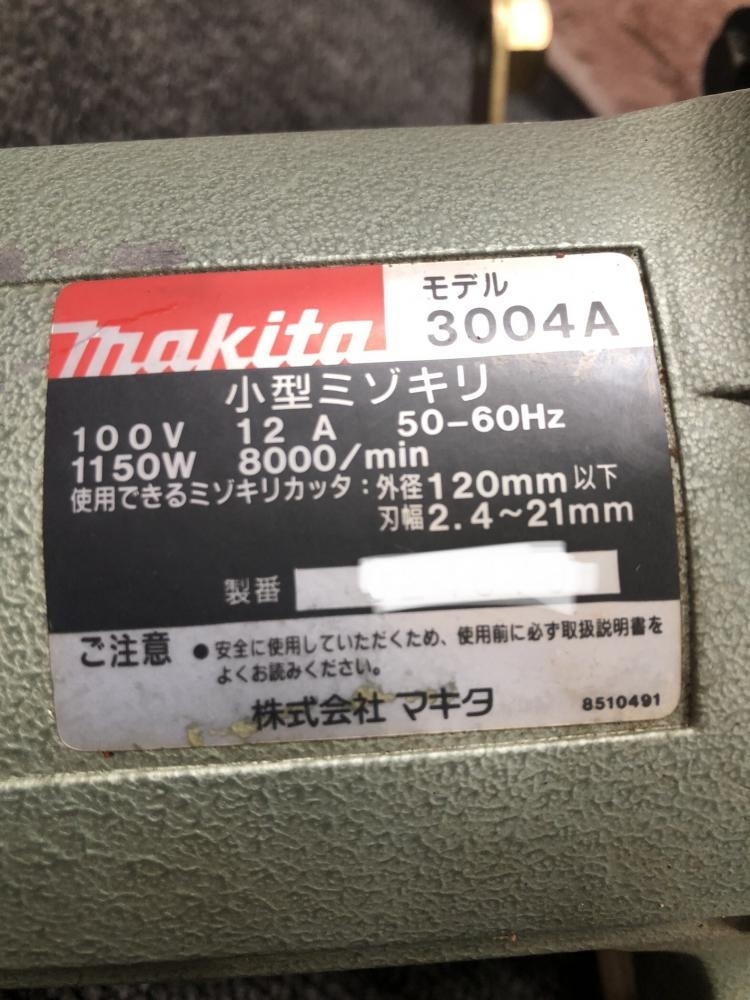 makita
モデル
3004A
小型ミゾキリ
100V 12 A 50-60Hz
1150W 8000/min
使用できるミゾキリカッタ:外径120mm以下
刃幅2.4~21mm
製番
ご注意 ●安全に使用していただくため、使用前に必ず取扱説明書を
よくお読みください。
株式会社 マキタ 8510491